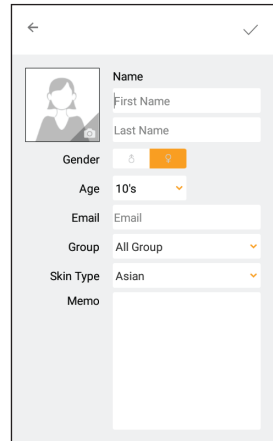 Name
First Name
Last Name
Gender
Age 10's
Email Email
Group All Group
Skin Type Asian
Memo